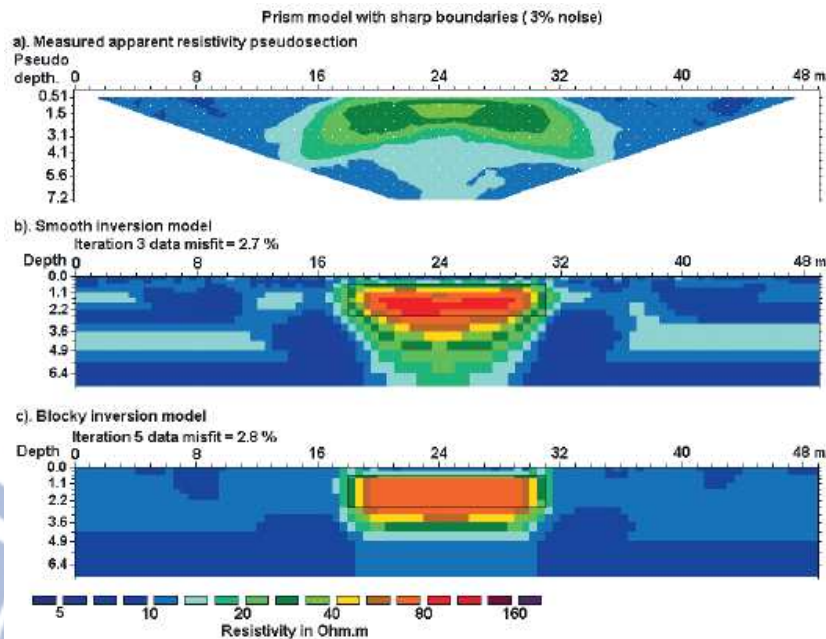 Prism model with sharp boundaries ( 3% noise)
a). Measured apparent resistivity pseudosection
Pseudo
depth. 0 8 16 24 32 40 48 m
0.51
1.5
3.1
4.1
5.6
7.2
b). Smooth inversion model
Iteration 3 data misfit = 2.7 %
Depth 0 8 16 24 32 40 48 m
0.0
1.1
2.2
3.6
4.9
6.4
c). Blocky inversion model
Iteration 5 data misfit = 2.8 %
Depth 0 8 16 24 32 40 48 m
0.0
1.1
2.2
3.6
4.9
6.4
5 10 20 40 80 160
Resistivity in Ohm.m